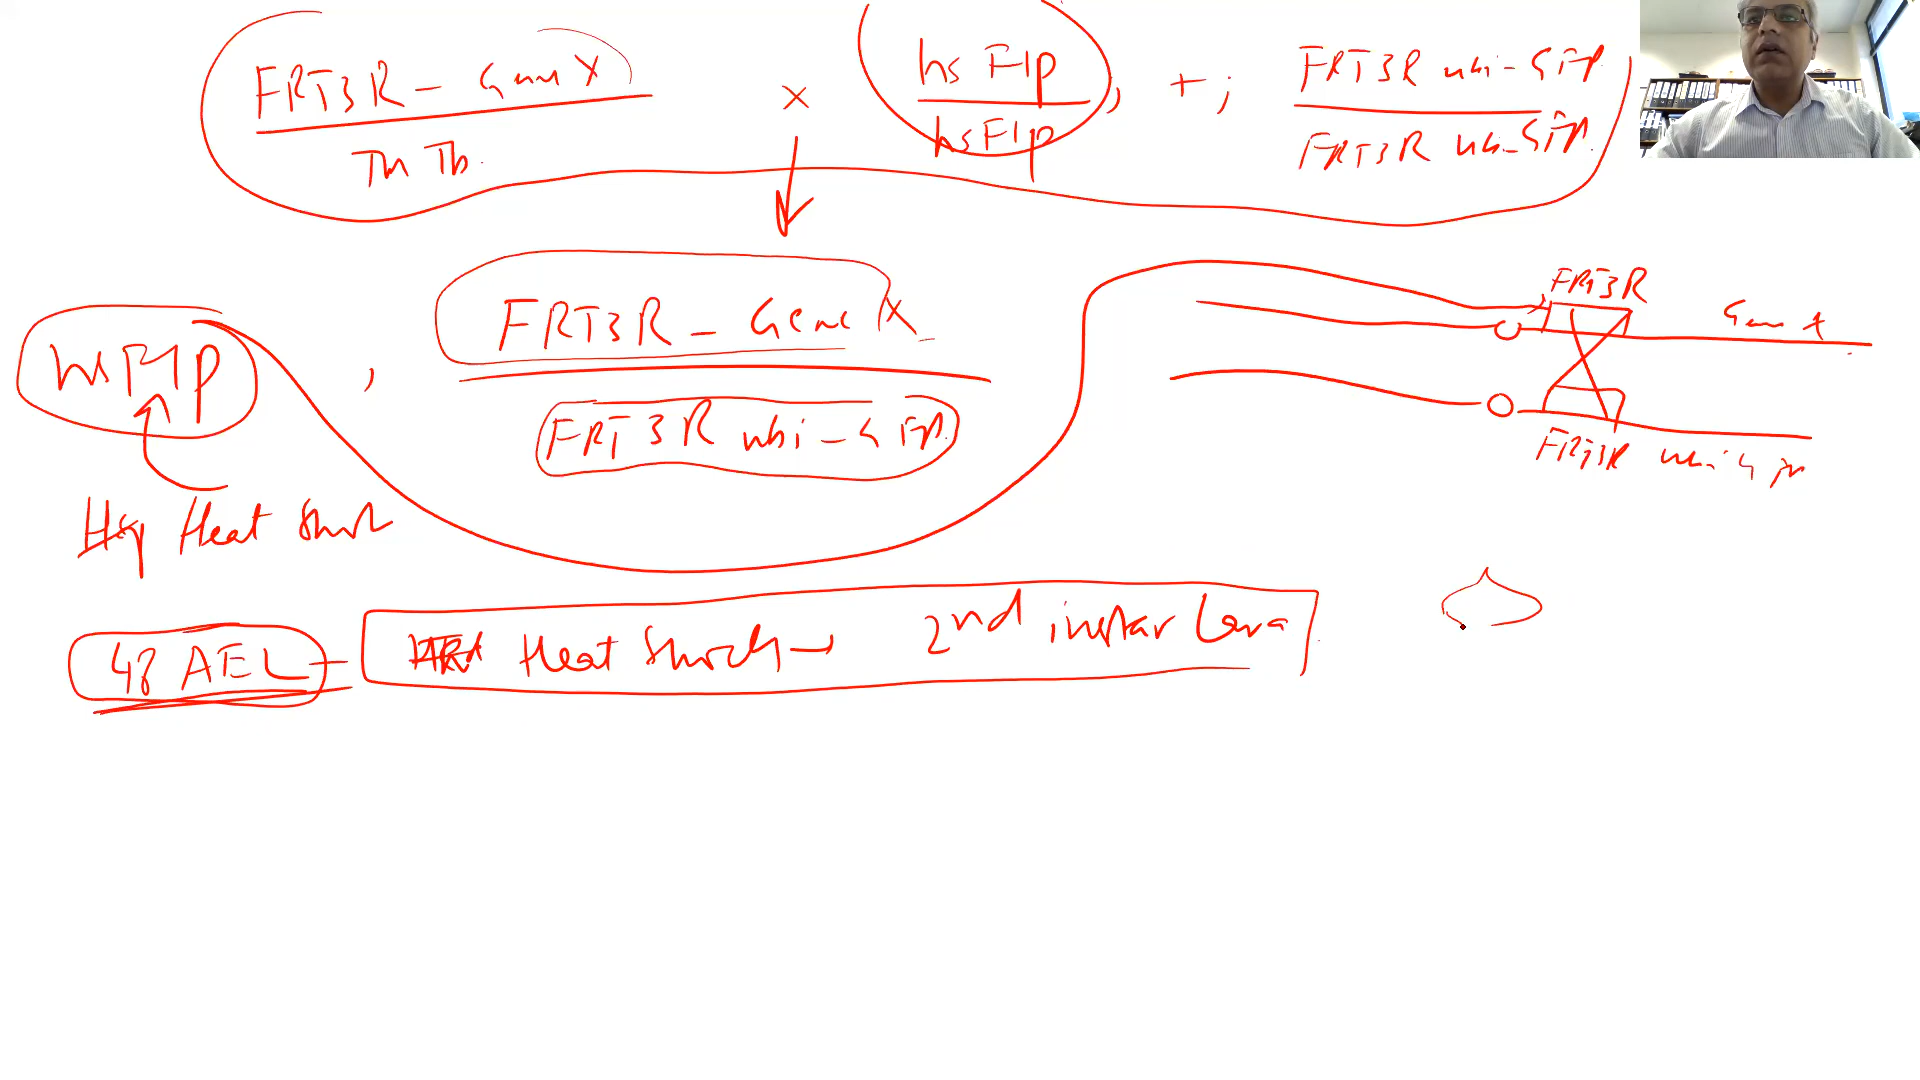 FRT3R - Gene X × hs Flp , + ; FRT3R ubi-GFP
Tm Tb. hsFlp FRT3R ubi-GFP.
FRT3R
Gene X
hsFlp , FRT3R - Gene X
FRT3R ubi-GFP
FRT3R ubi GFP
Heat Shock
48 AEL - Heat Shock → 2nd instar Larva